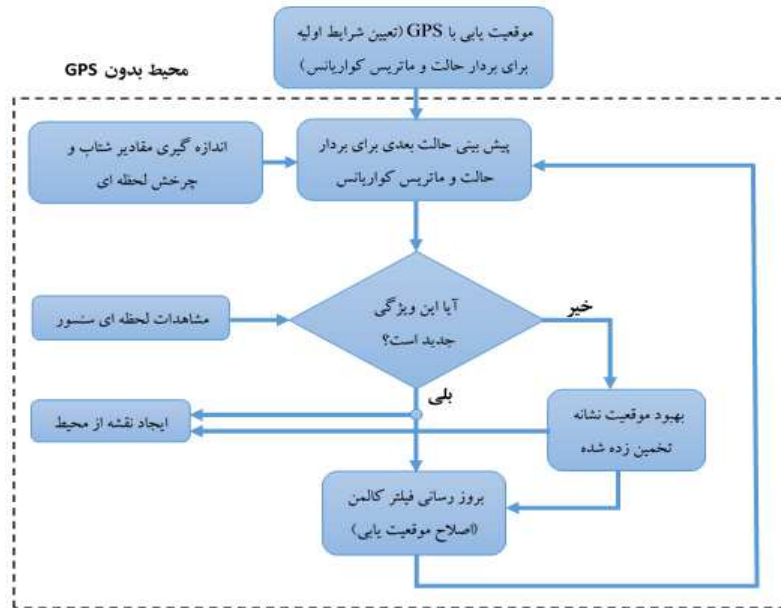 موقعیت یابی با GPS (تعیین شرایط اولیه
برای بردار حالت و ماتریس کواریانس)
محیط بدون GPS
پیش بینی حالت بعدی برای بردار
حالت و ماتریس کواریانس
اندازه گیری مقادیر شتاب و
چرخش لحظه ای
آیا این ویژگی
جدید است؟
مشاهدات لحظه ای سنسور
خیر
بلی
بهبود موقعیت نشانه
تخمین زده شده
ایجاد نقشه از محیط
بروز رسانی فیلتر کالمن
(اصلاح موقعیت یابی)